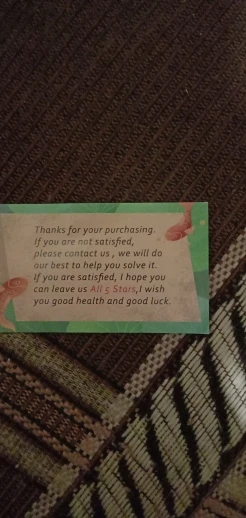 Thanks for your purchasing.
If you are not satisfied,
please contact us , we will do
our best to help you solve it.
If you are satisfied, I hope you
can leave us All 5 Stars,I wish
you good health and good luck.